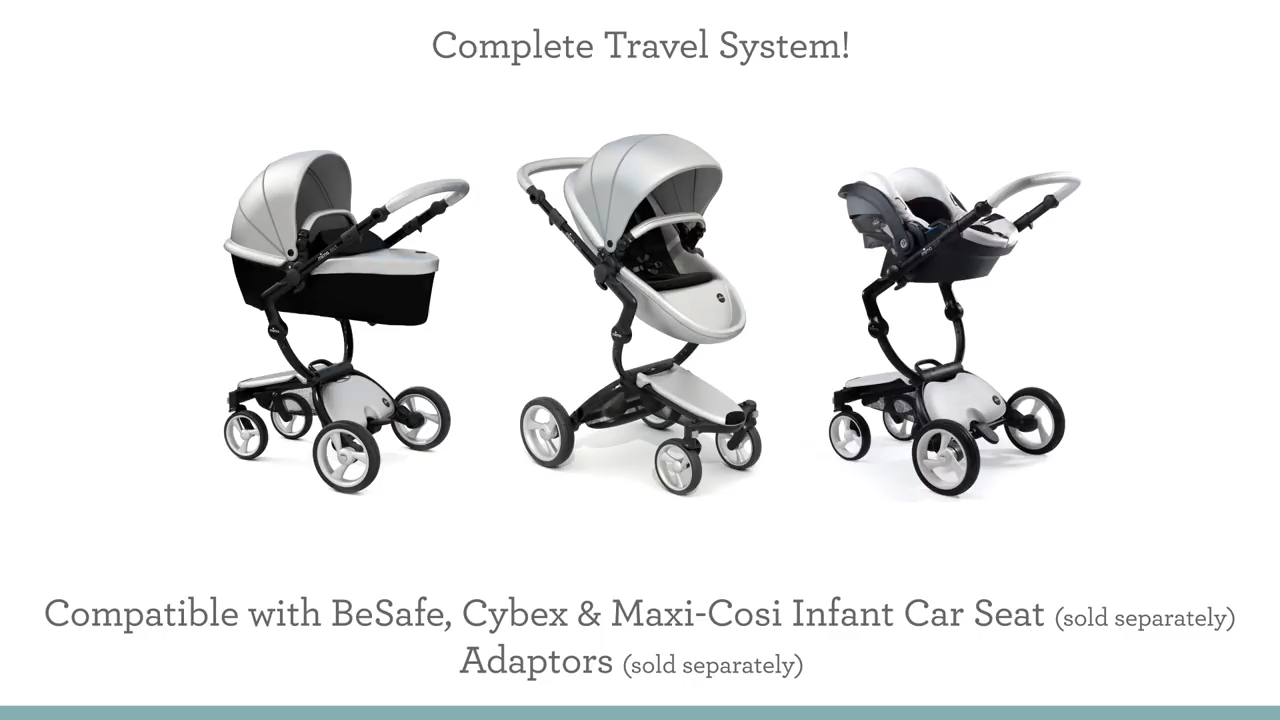 Complete Travel System!
Compatible with BeSafe, Cybex & Maxi-Cosi Infant Car Seat (sold separately)
Adaptors (sold separately)